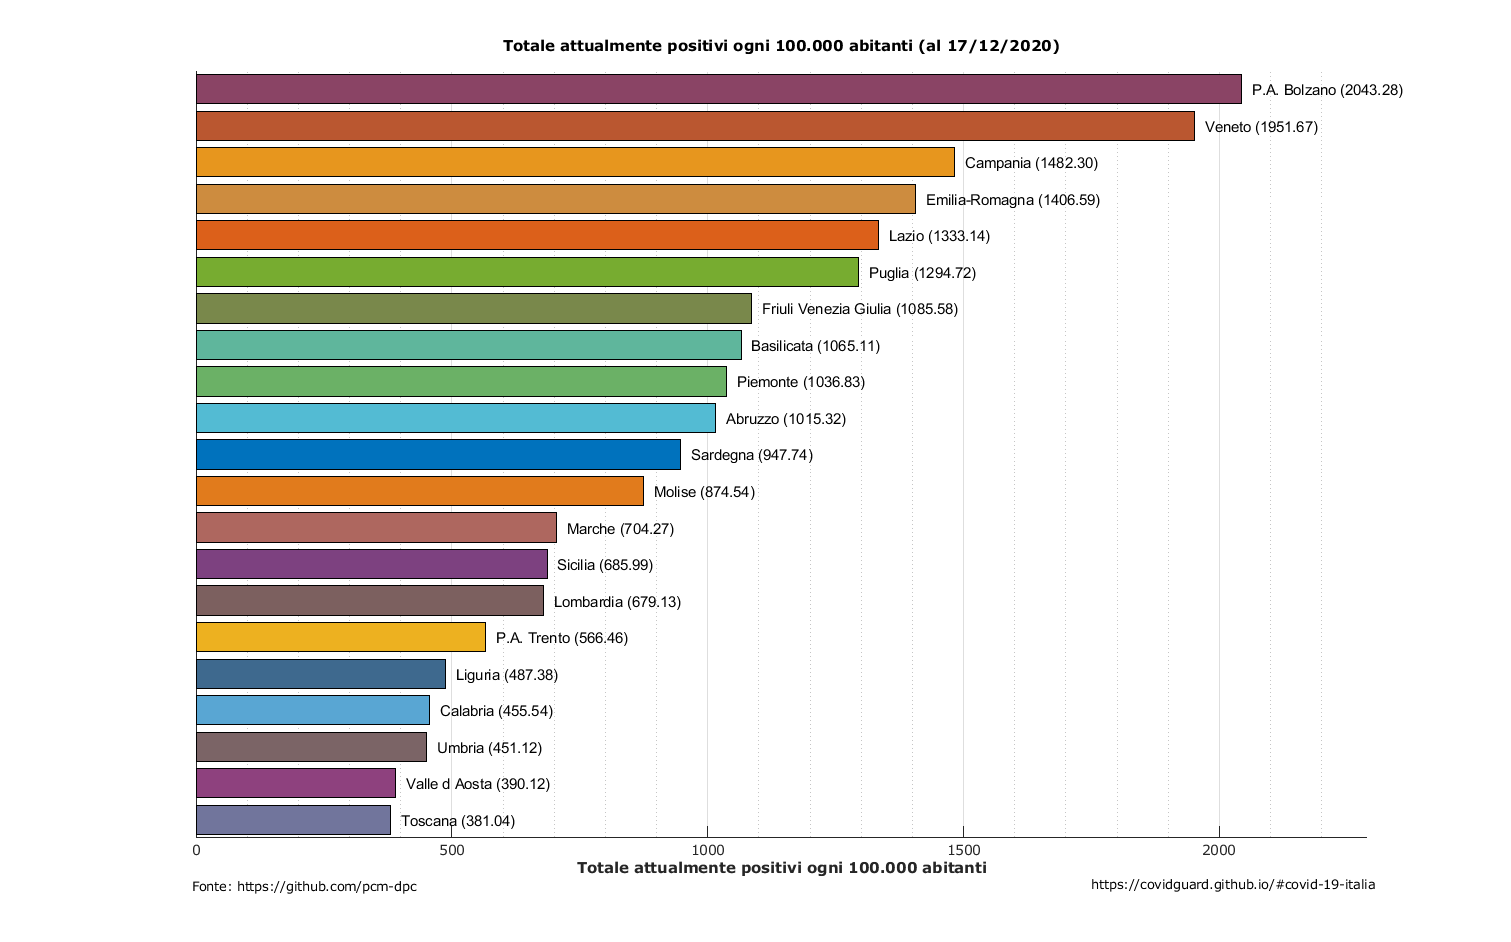 Totale attualmente positivi ogni 100.000 abitanti (al 17/12/2020)
P.A. Bolzano (2043.28)
Veneto (1951.67)
Campania (1482.30)
Emilia-Romagna (1406.59)
Lazio (1333.14)
Puglia (1294.72)
Friuli Venezia Giulia (1085.58)
Basilicata (1065.11)
Piemonte (1036.83)
Abruzzo (1015.32)
Sardegna (947.74)
Molise (874.54)
Marche (704.27)
Sicilia (685.99)
Lombardia (679.13)
P.A. Trento (566.46)
Liguria (487.38)
Calabria (455.54)
Umbria (451.12)
Valle d Aosta (390.12)
Toscana (381.04)
0 500 1000 1500 2000
Totale attualmente positivi ogni 100.000 abitanti
Fonte: https://github.com/pcm-dpc
https://covidguard.github.io/#covid-19-italia